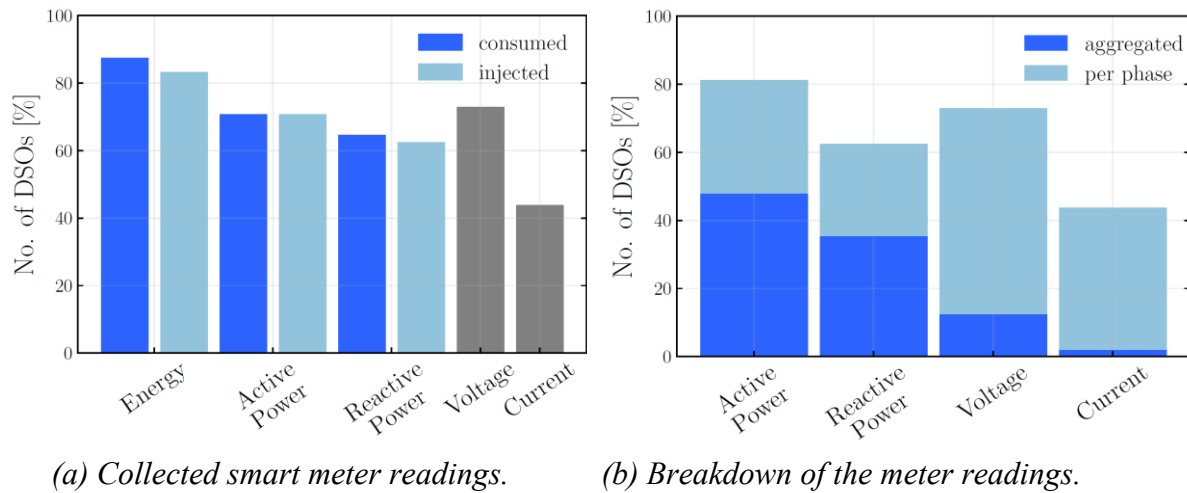 100
80
60
40
20
0
No. of DSOs [%]
consumed
injected
Energy
Active
Power
Reactive
Power
Voltage
Current
(a) Collected smart meter readings.
100
80
60
40
20
0
No. of DSOs [%]
aggregated
per phase
Active
Power
Reactive
Power
Voltage
Current
(b) Breakdown of the meter readings.